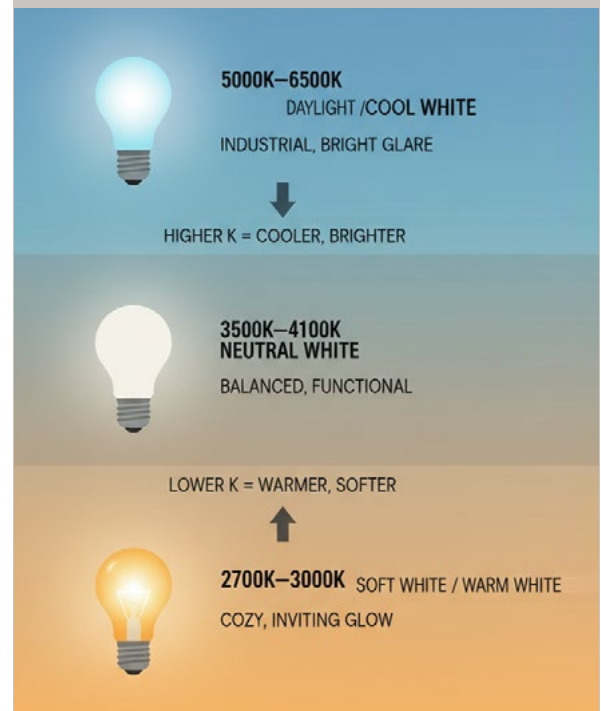 5000K–6500K
DAYLIGHT /COOL WHITE
INDUSTRIAL, BRIGHT GLARE
HIGHER K = COOLER, BRIGHTER
3500K–4100K
NEUTRAL WHITE
BALANCED, FUNCTIONAL
LOWER K = WARMER, SOFTER
2700K–3000K SOFT WHITE / WARM WHITE
COZY, INVITING GLOW